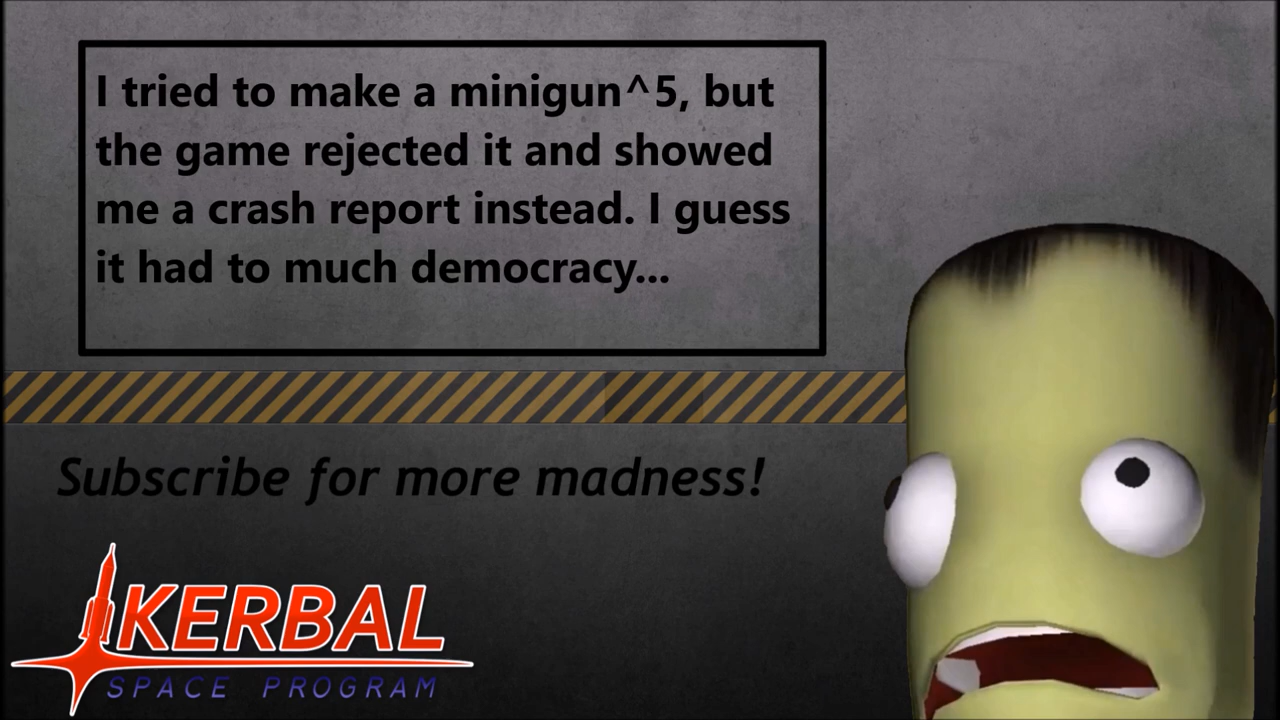 I tried to make a minigun^5, but
the game rejected it and showed
me a crash report instead. I guess
it had to much democracy...
Subscribe for more madness!
KERBAL
SPACE PROGRAM